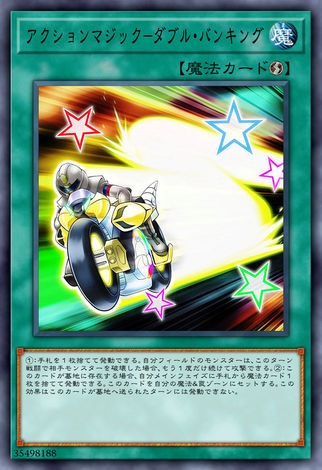 アクションマジック－ダブル・バンキング
魔
【魔法カード】
①:手札を１枚捨てて発動できる。自分フィールドのモンスターは、このターン
戦闘で相手モンスターを破壊した場合、もう１度だけ続けて攻撃できる。②:こ
のカードが墓地に存在する場合、自分メインフェイズに手札から魔法カード１
枚を捨てて発動できる。このカードを自分の魔法&罠ゾーンにセットする。この
効果はこのカードが墓地へ送られたターンには発動できない。
35498188